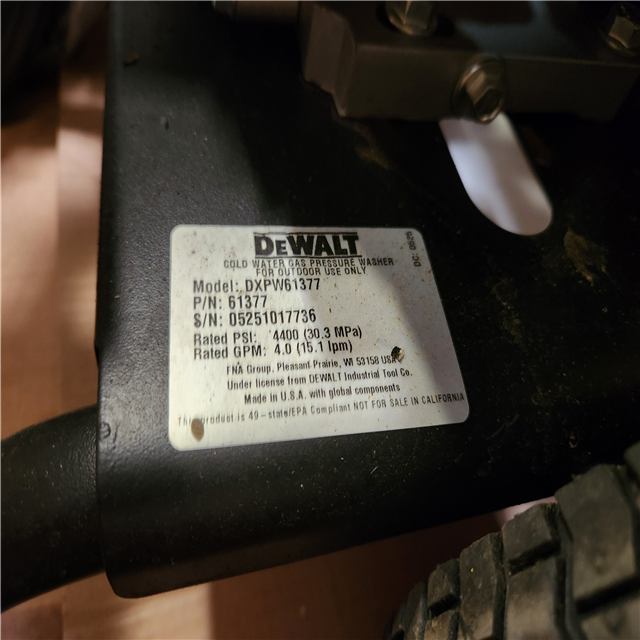 DEWALT
COLD WATER GAS PRESSURE WASHER
FOR OUTDOOR USE ONLY
DC: 0525
Model: DXPW61377
P/N: 61377
S/N: 05251017736
Rated PSI: 4400 (30.3 MPa)
Rated GPM: 4.0 (15.1 lpm)
FNA Group, Pleasant Prairie, WI 53158 USA
Under license from DEWALT Industrial Tool Co.
Made in U.S.A. with global components
This product is 49-state/EPA Compliant NOT FOR SALE IN CALIFORNIA